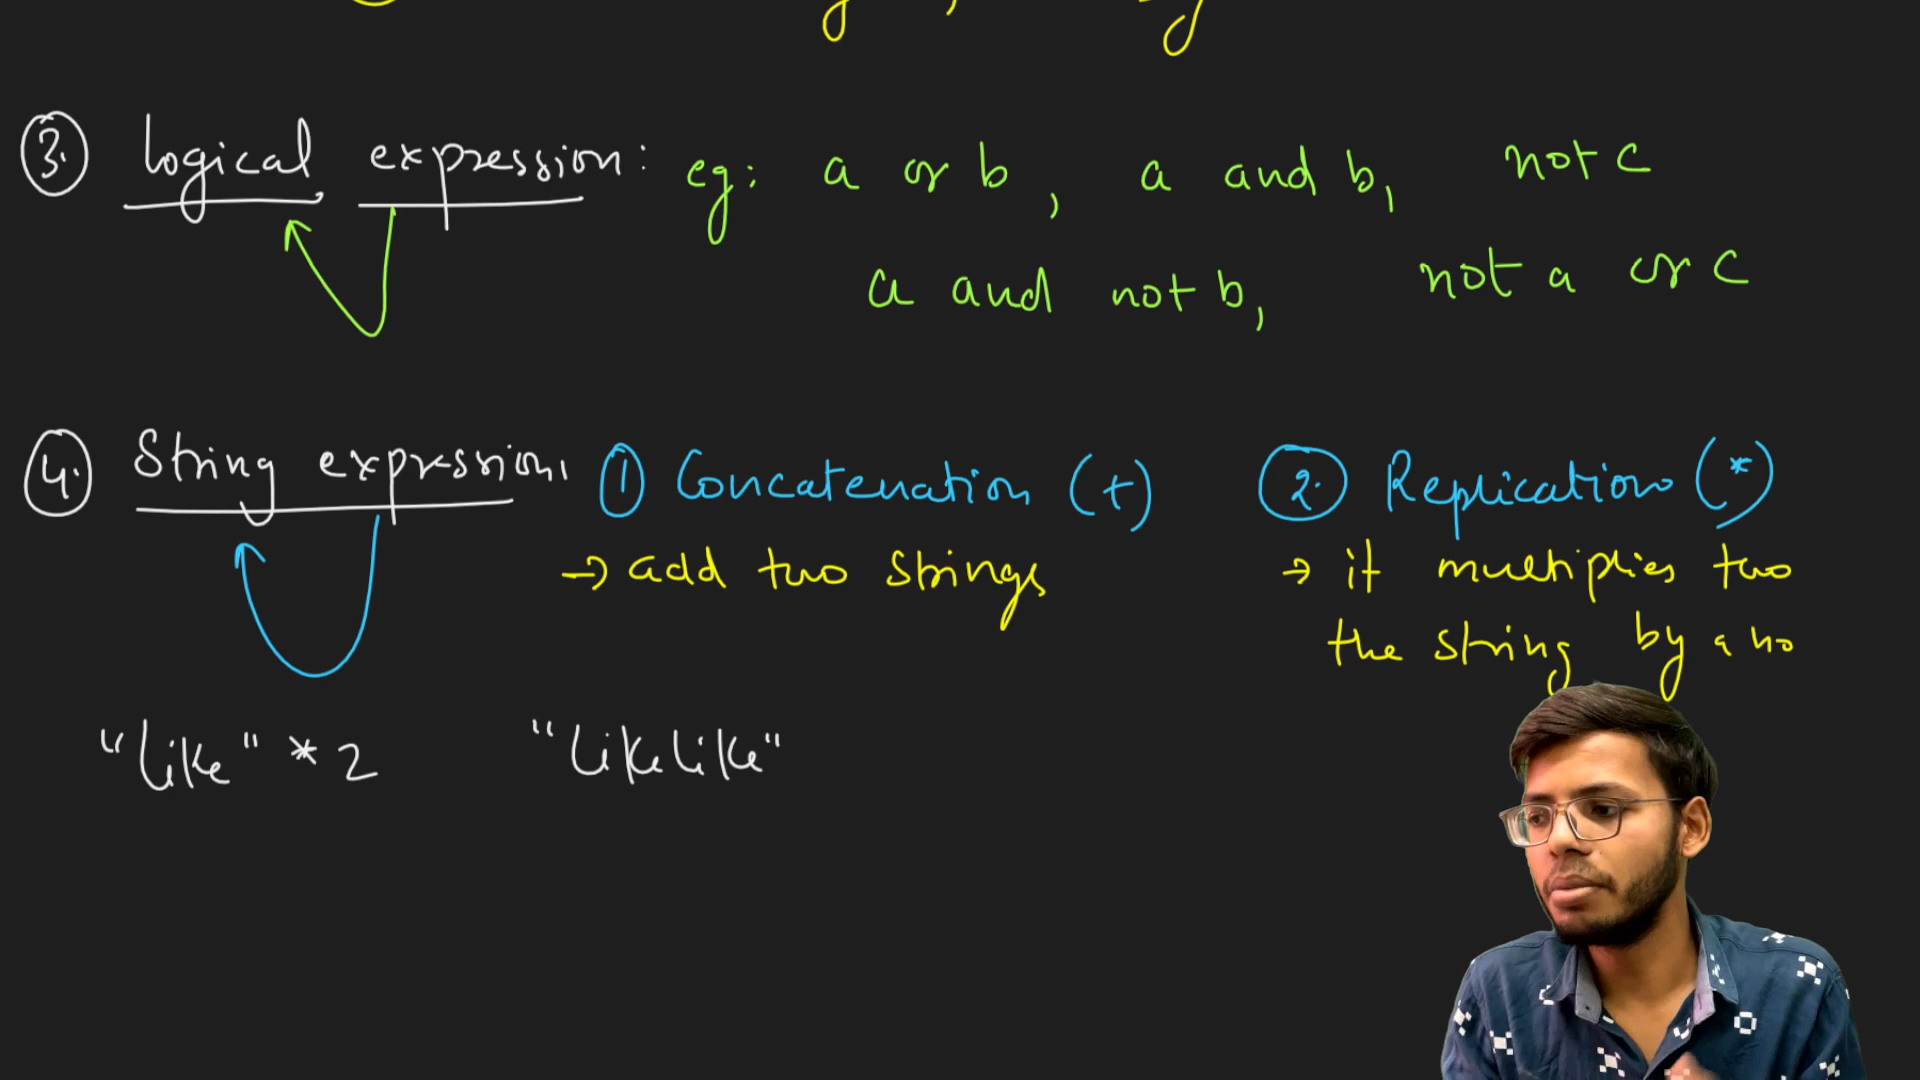 3. Logical expression: eg: a or b, a and b, not c
a and not b, not a or c
4. String expression: 1 Concatenation (+) 2. Replication (*)
→ add two strings → it multiplies two
the string by a no
"like" * 2 "likelike"